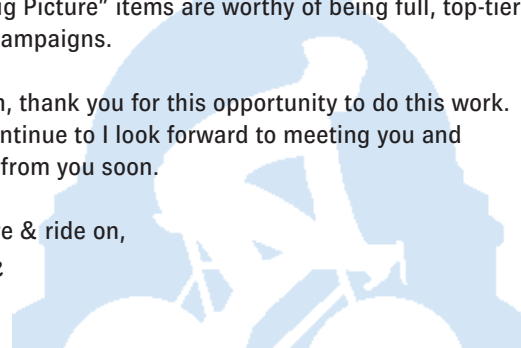 ig Picture” items are worthy of being full, top-tier
ampaigns.
n, thank you for this opportunity to do this work.
ntinue to I look forward to meeting you and
from you soon.
e & ride on,